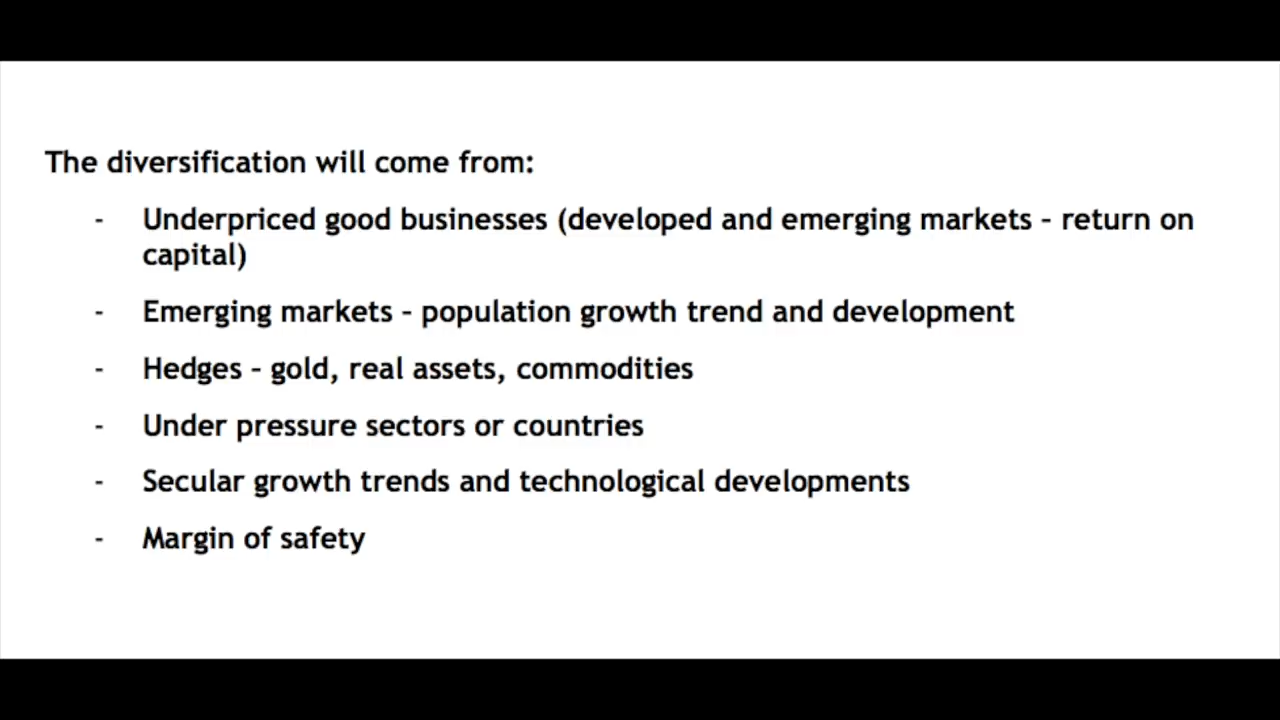 The diversification will come from:
- Underpriced good businesses (developed and emerging markets – return on
capital)
- Emerging markets – population growth trend and development
- Hedges – gold, real assets, commodities
- Under pressure sectors or countries
- Secular growth trends and technological developments
- Margin of safety